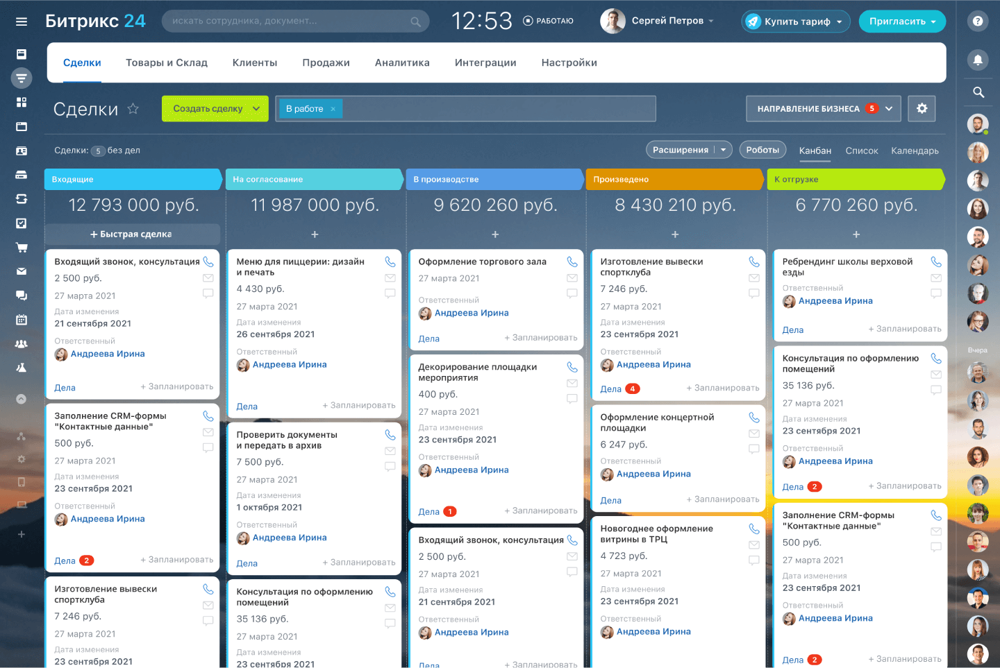 Битрикс 24
искать сотрудника, документ...
12:53
РАБОТАЮ
Сергей Петров
Купить тариф
Пригласить
Сделки
Товары и Склад
Клиенты
Продажи
Аналитика
Интеграции
Настройки
Сделки
Создать сделку
В работе ×
НАПРАВЛЕНИЕ БИЗНЕСА 5
Сделки: 5 без дел
Расширения
Роботы
Канбан
Список
Календарь
Входящие
12 793 000 руб.
+ Быстрая сделка
Входящий звонок, консультация
2 500 руб.
27 марта 2021
Дата изменения
21 сентября 2021
Ответственный
Андреева Ирина
Дела
+ Запланировать
Заполнение CRM-формы
"Контактные данные"
500 руб.
27 марта 2021
Дата изменения
23 сентября 2021
Ответственный
Андреева Ирина
Дела 2
+ Запланировать
Изготовление вывески
спортклуба
7 246 руб.
27 марта 2021
Дата изменения
23 сентября 2021
На согласование
11 987 000 руб.
+
Меню для пиццерии: дизайн
и печать
4 430 руб.
27 марта 2021
Дата изменения
26 сентября 2021
Ответственный
Андреева Ирина
Дела
+ Запланировать
Проверить документы
и передать в архив
7 500 руб.
27 марта 2021
Дата изменения
1 октября 2021
Ответственный
Андреева Ирина
Дела
+ Запланировать
Консультация по оформлению
помещений
35 136 руб.
27 марта 2021
Дата изменения
23 сентября 2021
В производстве
9 620 260 руб.
+
Оформление торгового зала
27 марта 2021
Ответственный
Андреева Ирина
Дела
+ Запланировать
Декорирование площадки
мероприятия
400 руб.
27 марта 2021
Дата изменения
23 сентября 2021
Ответственный
Андреева Ирина
Дела 1
+ Запланировать
Входящий звонок, консультация
2 500 руб.
27 марта 2021
Дата изменения
21 сентября 2021
Ответственный
Андреева Ирина
Дела
+ Запланировать
Произведено
8 430 210 руб.
+
Изготовление вывески
спортклуба
7 246 руб.
27 марта 2021
Дата изменения
23 сентября 2021
Ответственный
Андреева Ирина
Дела 4
+ Запланировать
Оформление концертной
площадки
6 247 руб.
Ответственный
Андреева Ирина
Дела
+ Запланировать
Новогоднее оформление
витрины в ТРЦ
4 723 руб.
27 марта 2021
Дата изменения
23 сентября 2021
Ответственный
Андреева Ирина
К отгрузке
6 770 260 руб.
+
Ребрендинг школы верховой
езды
Ответственный
Андреева Ирина
Дела
+ Запланировать
Консультация по оформлению
помещений
35 136 руб.
27 марта 2021
Дата изменения
23 сентября 2021
Ответственный
Андреева Ирина
Дела 2
+ Запланировать
Заполнение CRM-формы
"Контактные данные"
500 руб.
27 марта 2021
Дата изменения
23 сентября 2021
Ответственный
Андреева Ирина
Дела 2
+ Запланировать
Вчера